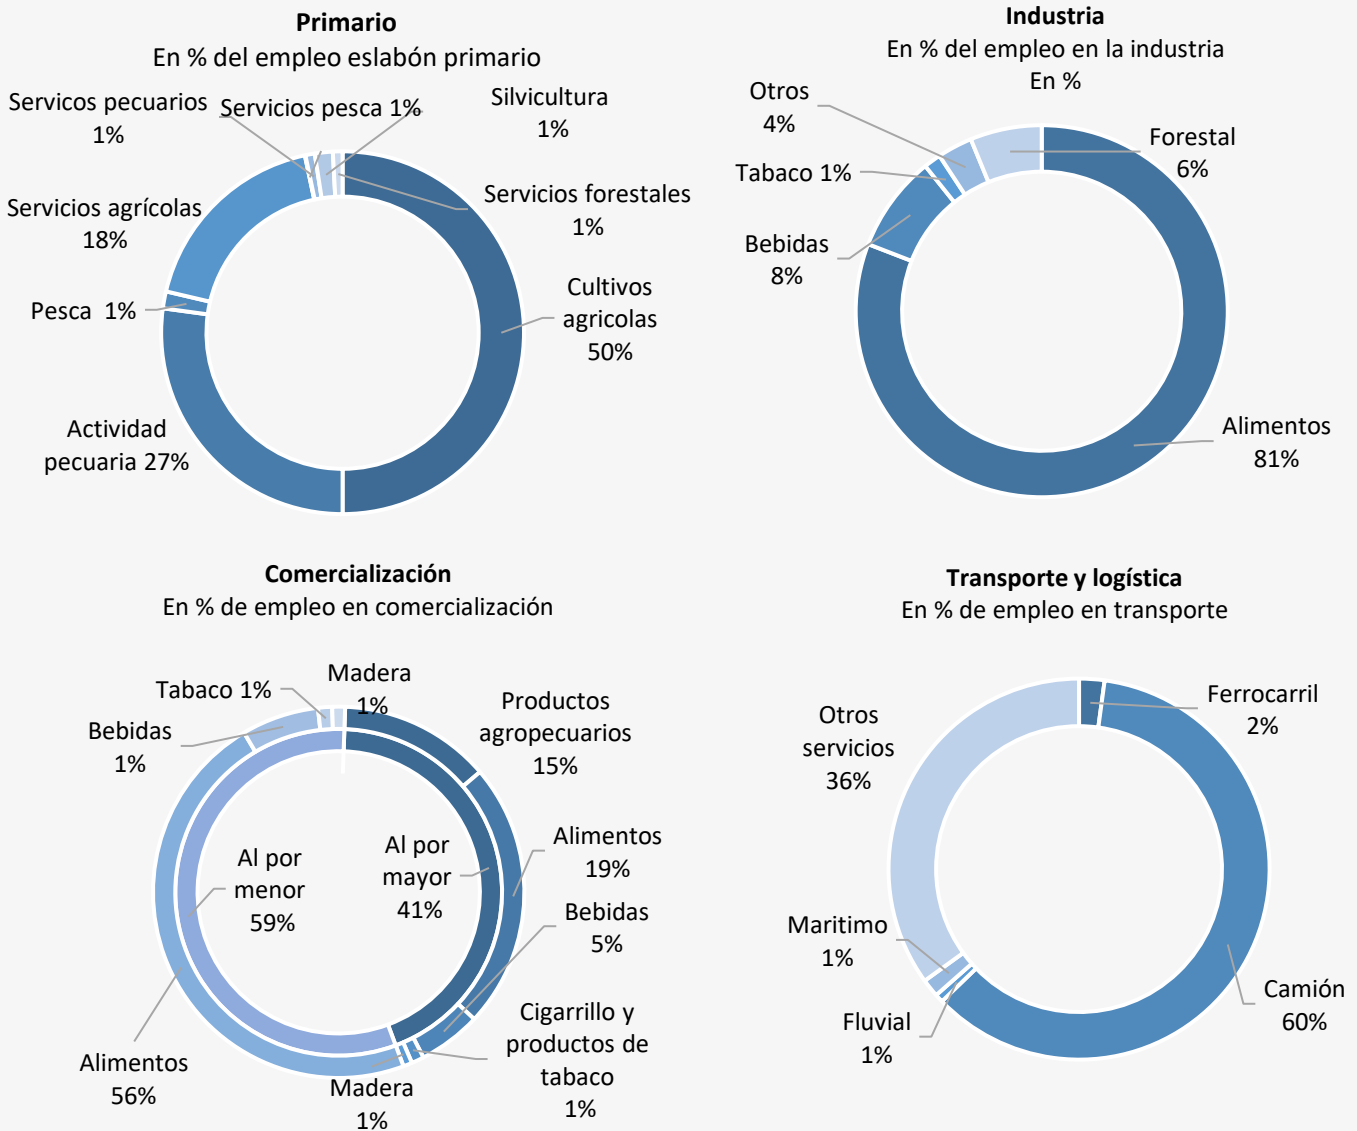 Primario
En % del empleo eslabón primario
Servicos pecuarios
1%
Servicios pesca 1%
Silvicultura
1%
Servicios agrícolas
18%
Servicios forestales
1%
Pesca  1%
Cultivos
agricolas
50%
Actividad
pecuaria 27%
Industria
En % del empleo en la industria
En %
Otros
4%
Forestal
6%
Tabaco 1%
Bebidas
8%
Alimentos
81%
Comercialización
En % de empleo en comercialización
Madera
1%
Tabaco 1%
Productos
agropecuarios
15%
Bebidas
1%
Alimentos
19%
Al por
menor
59%
Al por
mayor
41%
Bebidas
5%
Cigarrillo y
productos de
tabaco
1%
Alimentos
56%
Madera
1%
Transporte y logística
En % de empleo en transporte
Ferrocarril
2%
Otros
servicios
36%
Maritimo
1%
Fluvial
1%
Camión
60%